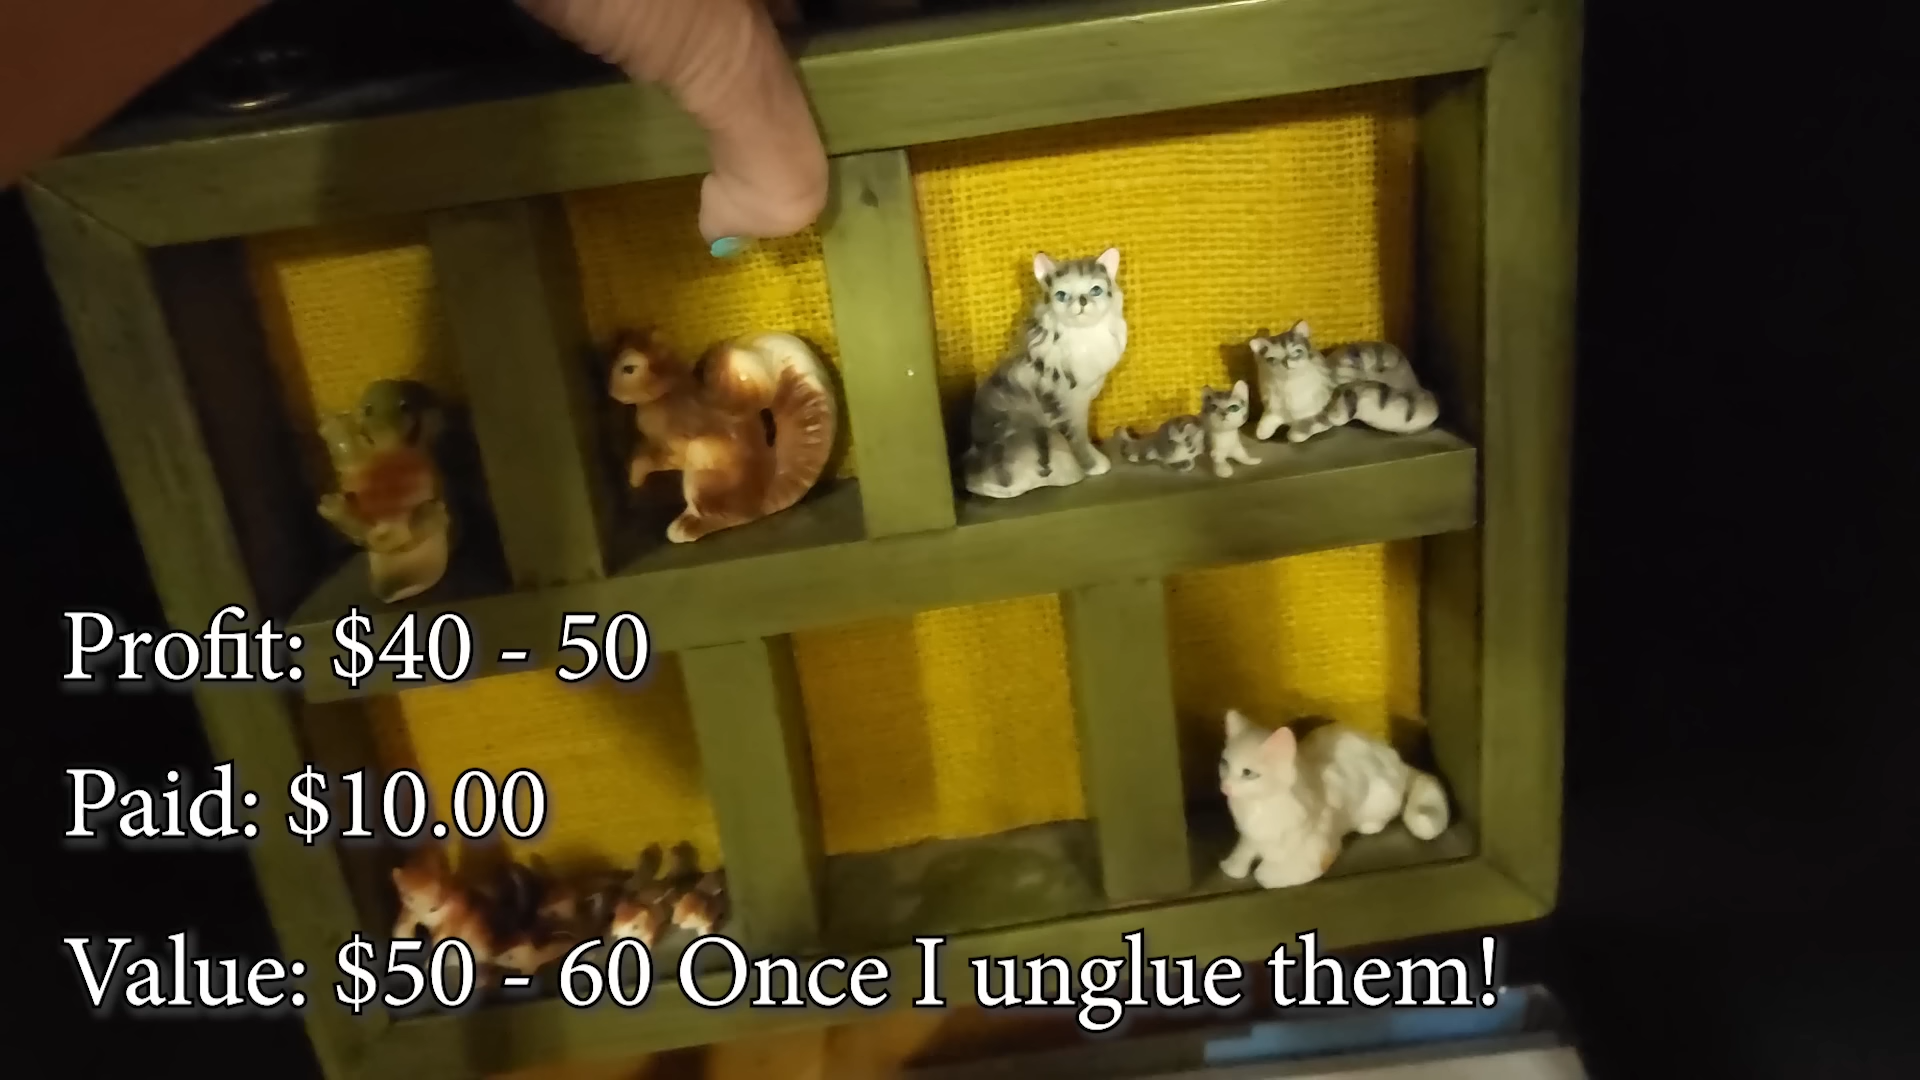 Profit: $40 - 50
Paid: $10.00
Value: $50 - 60 Once I unglue them!